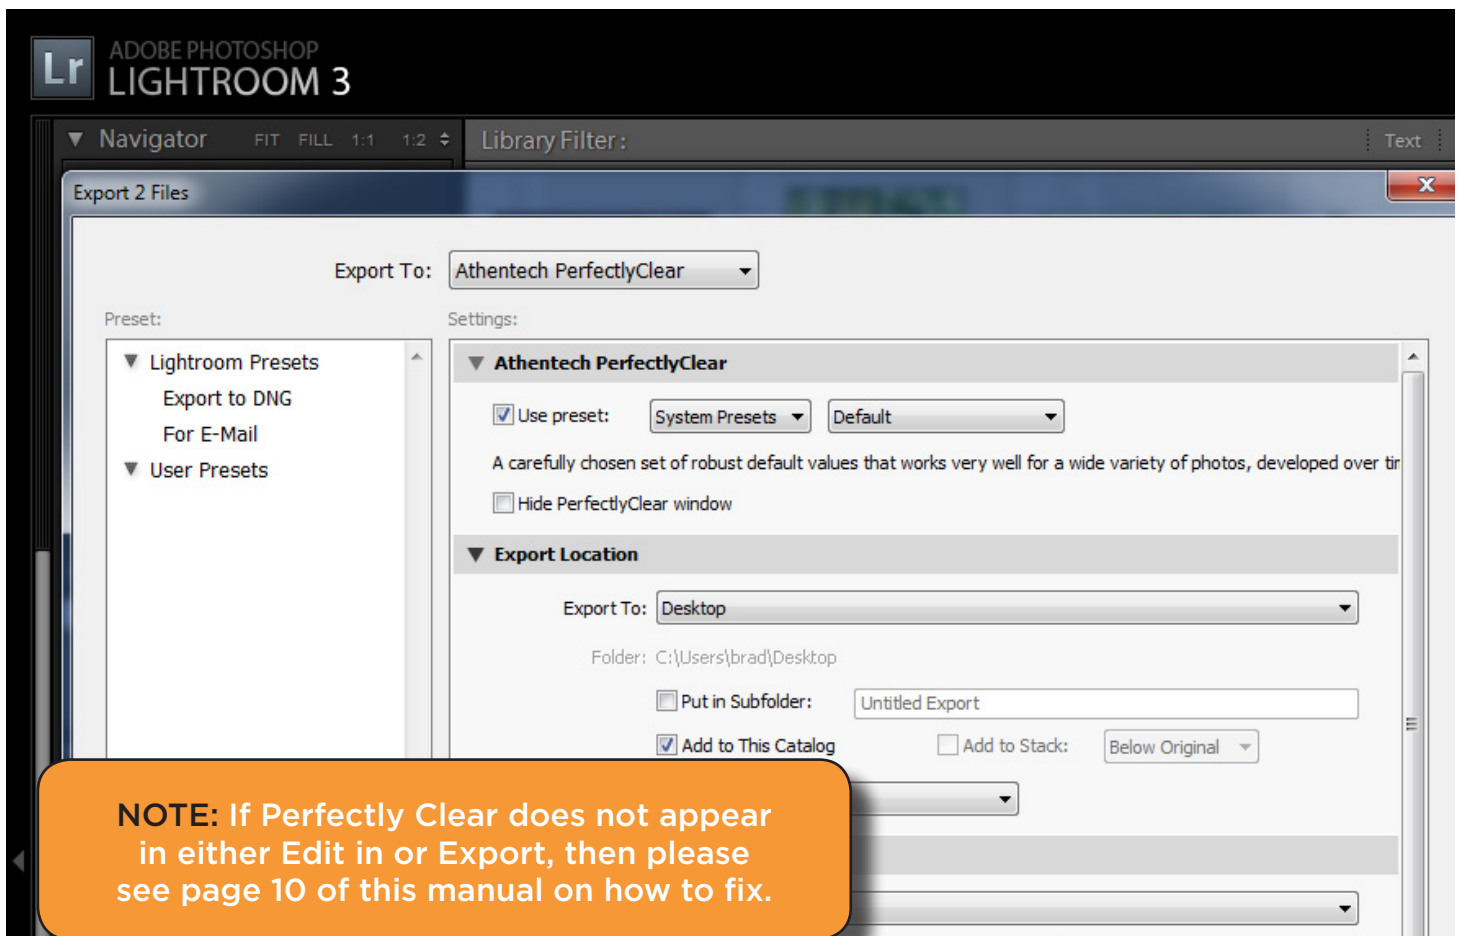 Lr ADOBE PHOTOSHOP
LIGHTROOM 3
Navigator FIT FILL 1:1 1:2 Library Filter: Text
Export 2 Files
Export To: Athentech PerfectlyClear
Preset: Settings:
Lightroom Presets
Export to DNG
For E-Mail
User Presets
Athentech PerfectlyClear
Use preset: System Presets Default
A carefully chosen set of robust default values that works very well for a wide variety of photos, developed over
Hide PerfectlyClear window
Export Location
Export To: Desktop
Folder: C:\Users\brad\Desktop
Put in Subfolder: Untitled Export
Add to This Catalog Add to Stack: Below Original
NOTE: If Perfectly Clear does not appear
in either Edit in or Export, then please
see page 10 of this manual on how to fix.